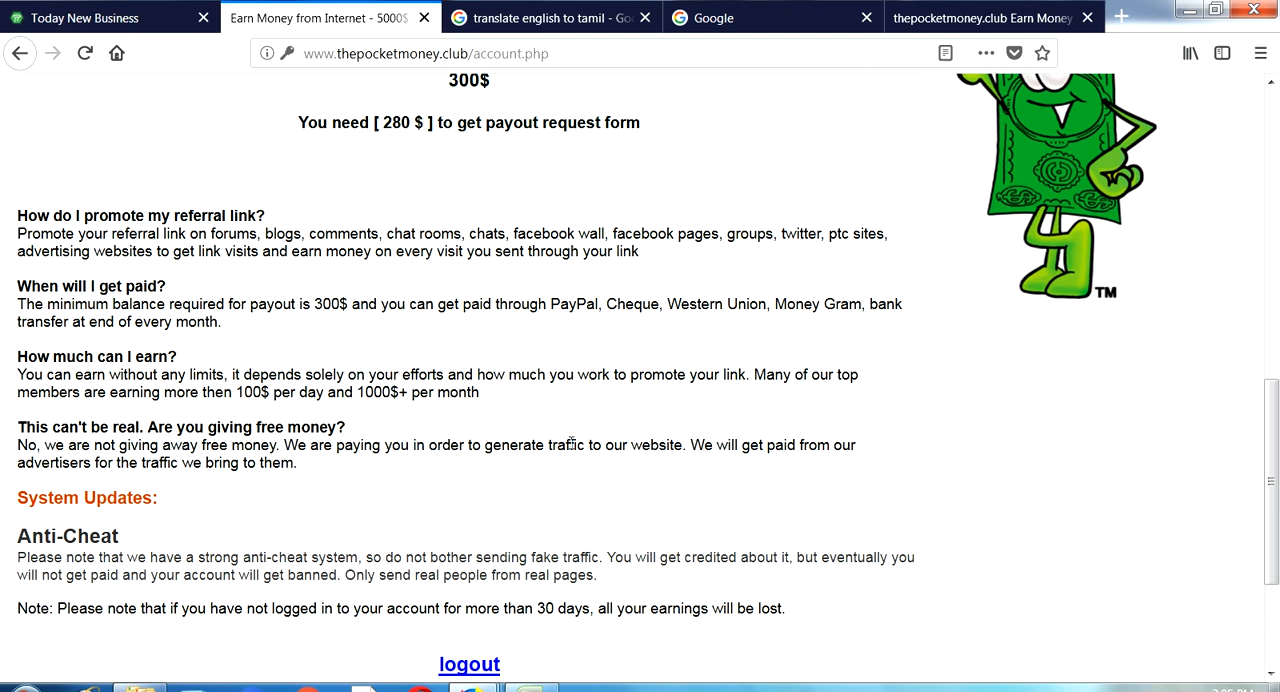 Today New Business
Earn Money from Internet - 5000$
translate english to tamil - Go
Google
thepocketmoney.club Earn Money
www.thepocketmoney.club/account.php
300$
You need [ 280 $ ] to get payout request form
How do I promote my referral link?
Promote your referral link on forums, blogs, comments, chat rooms, chats, facebook wall, facebook pages, groups, twitter, ptc sites,
advertising websites to get link visits and earn money on every visit you sent through your link
When will I get paid?
The minimum balance required for payout is 300$ and you can get paid through PayPal, Cheque, Western Union, Money Gram, bank
transfer at end of every month.
How much can I earn?
You can earn without any limits, it depends solely on your efforts and how much you work to promote your link. Many of our top
members are earning more then 100$ per day and 1000$+ per month
This can't be real. Are you giving free money?
No, we are not giving away free money. We are paying you in order to generate traffic to our website. We will get paid from our
advertisers for the traffic we bring to them.
System Updates:
Anti-Cheat
Please note that we have a strong anti-cheat system, so do not bother sending fake traffic. You will get credited about it, but eventually you
will not get paid and your account will get banned. Only send real people from real pages.
Note: Please note that if you have not logged in to your account for more than 30 days, all your earnings will be lost.
logout
TM